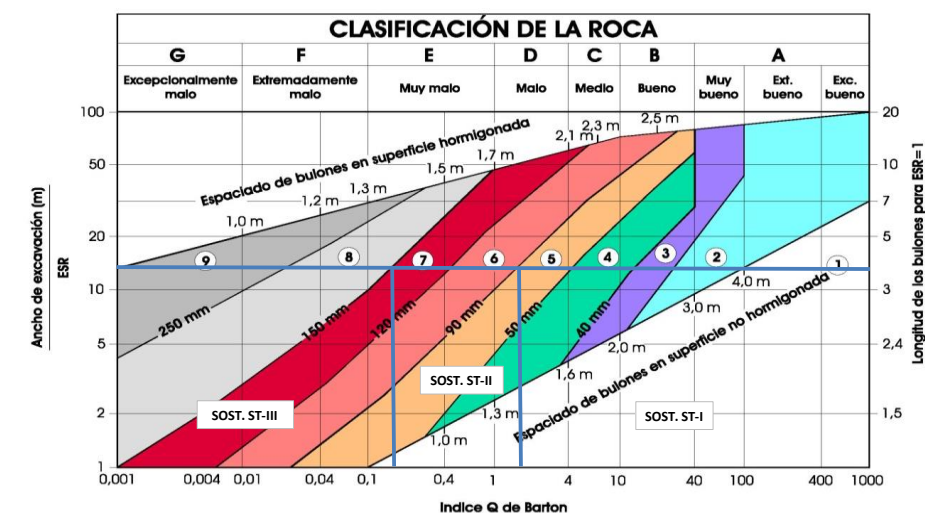 CLASIFICACIÓN DE LA ROCA
G F E D C B A
Excepcionalmente malo
Extremadamente malo
Muy malo
Malo
Medio
Bueno
Muy bueno
Ext. bueno
Exc. bueno
100
50
20
10
5
2
1
Ancho de excavación (m)
ESR
20
10
7
5
3
2,4
1,5
Longitud de los bulones para ESR=1
Espaciado de bulones en superficie hormigonada
1,0 m
1,2 m
1,3 m
1,5 m
1,7 m
2,1 m
2,3 m
2,5 m
9
8
7
6
5
4
3
2
1
250 mm
150 mm
120 mm
90 mm
50 mm
40 mm
4,0 m
3,0 m
2,0 m
1,6 m
1,3 m
1,0 m
Espaciado de bulones en superficie no hormigonada
SOST. ST-III
SOST. ST-II
SOST. ST-I
0,001 0,004 0,01 0,04 0,1 0,4 1 4 10 40 100 400 1000
Indice Q de Barton